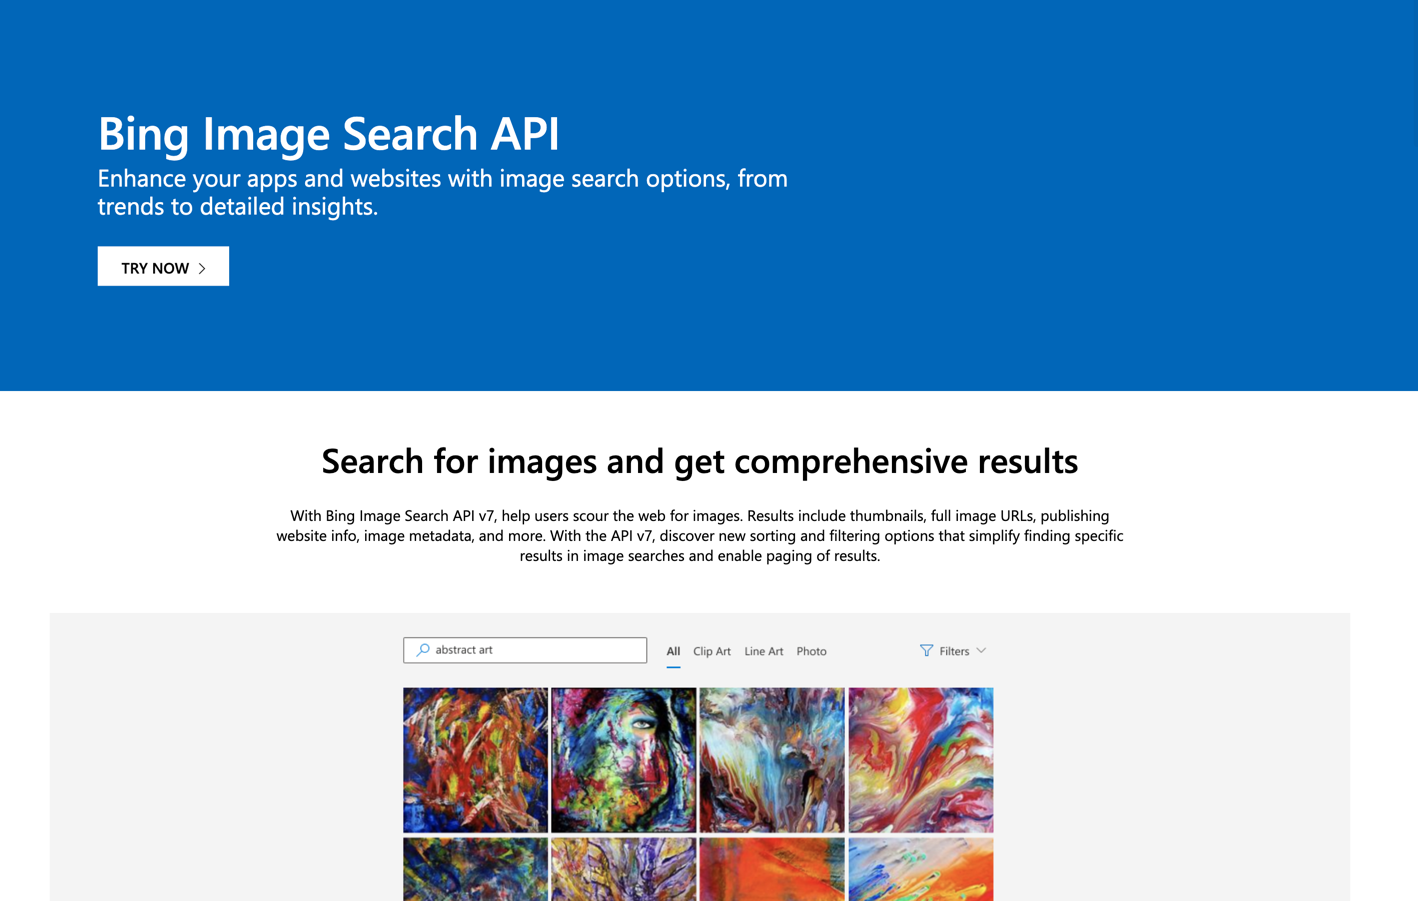 Bing Image Search API
Enhance your apps and websites with image search options, from
trends to detailed insights.
TRY NOW
Search for images and get comprehensive results
With Bing Image Search API v7, help users scour the web for images. Results include thumbnails, full image URLs, publishing
website info, image metadata, and more. With the API v7, discover new sorting and filtering options that simplify finding specific
results in image searches and enable paging of results.
abstract art All Clip Art Line Art Photo Filters